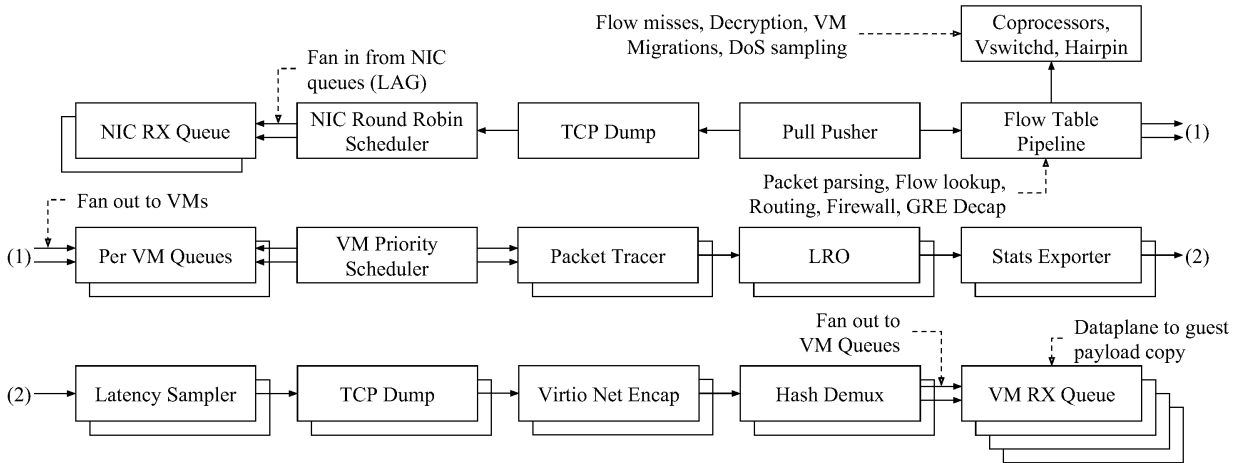 Flow misses, Decryption, VM
Migrations, DoS sampling
Coprocessors,
Vswitchd, Hairpin
Fan in from NIC
queues (LAG)
NIC RX Queue
NIC Round Robin
Scheduler
TCP Dump
Pull Pusher
Flow Table
Pipeline
(1)
Packet parsing, Flow lookup,
Routing, Firewall, GRE Decap
Fan out to VMs
(1)
Per VM Queues
VM Priority
Scheduler
Packet Tracer
LRO
Stats Exporter
(2)
Fan out to
VM Queues
Dataplane to guest
payload copy
(2)
Latency Sampler
TCP Dump
Virtio Net Encap
Hash Demux
VM RX Queue